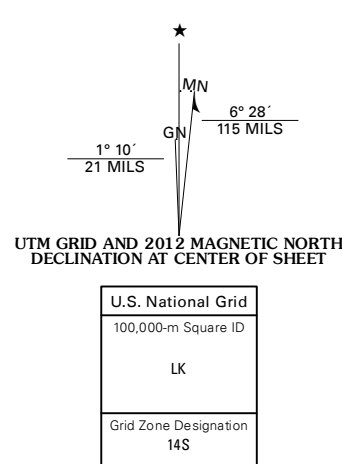 ★
MN
GN
6° 28´
115 MILS
1° 10´
21 MILS
UTM GRID AND 2012 MAGNETIC NORTH
DECLINATION AT CENTER OF SHEET
U.S. National Grid
100,000-m Square ID
LK
Grid Zone Designation
14S